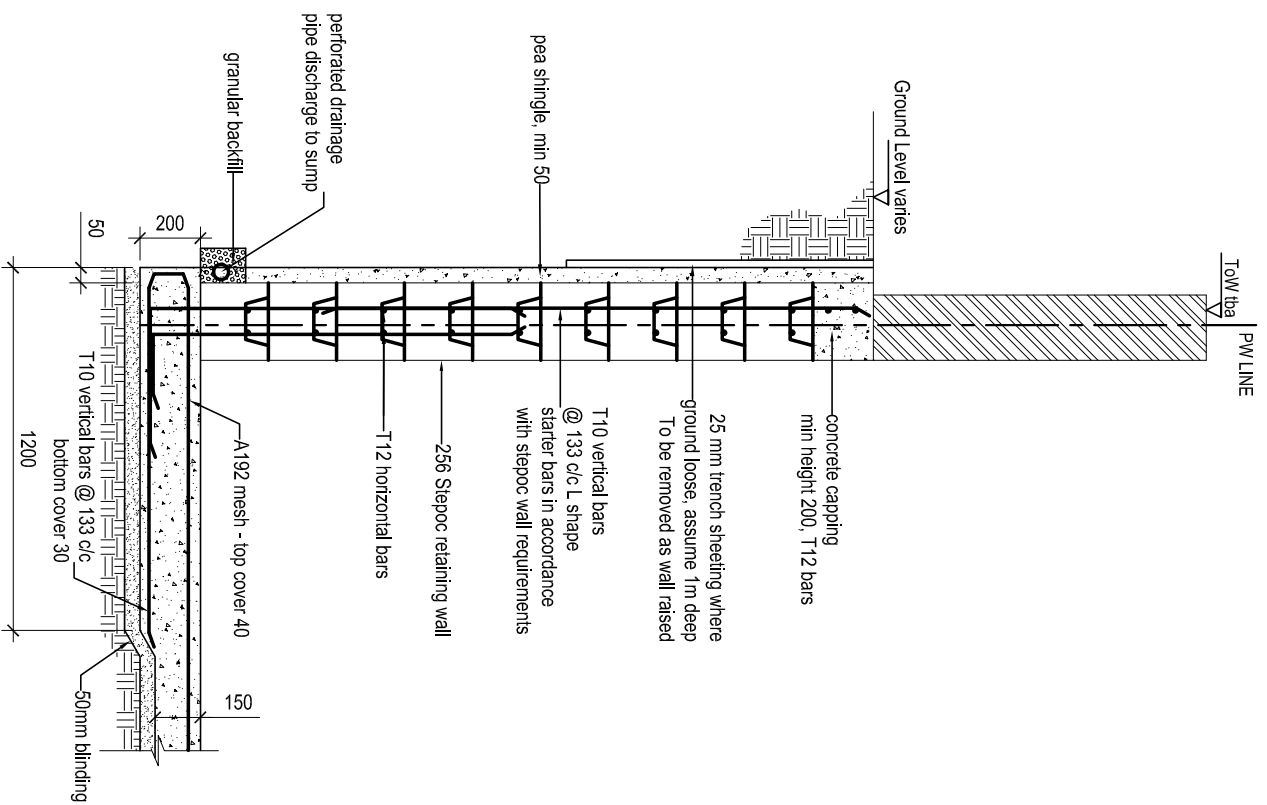 ToW tba
PW LINE
Ground Level varies
concrete capping
min height 200, T12 bars
25 mm trench sheeting where
ground loose, assume 1m deep
To be removed as wall raised
pea shingle, min 50
T10 vertical bars
@ 133 c/c L shape
starter bars in accordance
with stepoc wall requirements
256 Stepoc retaining wall
T12 horizontal bars
perforated drainage
pipe discharge to sump
granular backfill
A192 mesh - top cover 40
200
50
150
T10 vertical bars @ 133 c/c
bottom cover 30
50mm blinding
1200